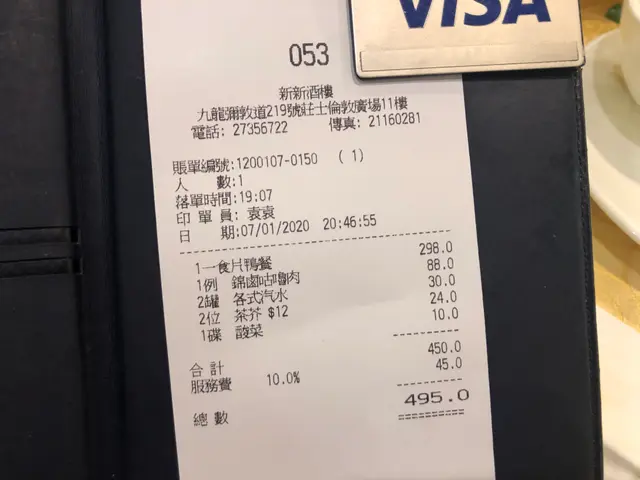 VISA
053
新新酒樓
九龍彌敦道219號莊士倫敦廣場11樓
電話: 27356722 傳真: 21160281
賬單編號:1200107-0150 (1)
人 數:1
落單時間:19:07
印 單 員: 袁袁
日 期:07/01/2020 20:46:55
1一食片鴨餐 298.0
1例 錦鹵咕嚕肉 88.0
2罐 各式汽水 30.0
2位 茶芥 $12 24.0
1碟 酸菜 10.0
合 計 450.0
服務費 10.0% 45.0
總 數 495.0